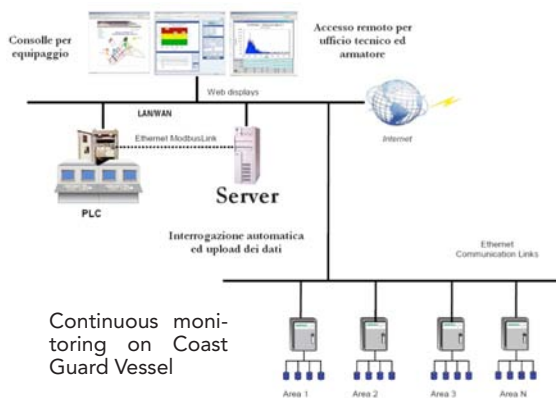 Consolle per
equipaggio
Accesso remoto per
ufficio tecnico ed
armatore
Web displays
LAN/WAN
Ethernet ModbusLink
Internet
PLC
Server
Interrogazione automatica
ed upload dei dati
Ethernet
Communication Links
Continuous moni-
toring on Coast
Guard Vessel
Area 1
Area 2
Area 3
Area N